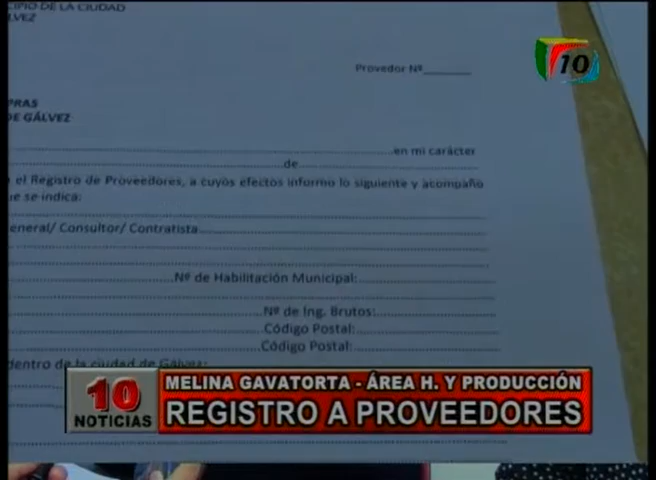 CIPIO DE LA CIUDAD
LVEZ
Provedor Nº
10
PRAS
DE GÁLVEZ
en mi carácter
de
el Registro de Proveedores, a cuyos efectos informo lo siguiente y acompaño
ue se indica:
eneral/ Consultor/ Contratista
Nº de Habilitación Municipal:
Nº de Ing. Brutos:
Código Postal:
Código Postal:
dentro de la ciudad de Gálvez:
10
NOTICIAS
MELINA GAVATORTA - ÁREA H. Y PRODUCCIÓN
REGISTRO A PROVEEDORES